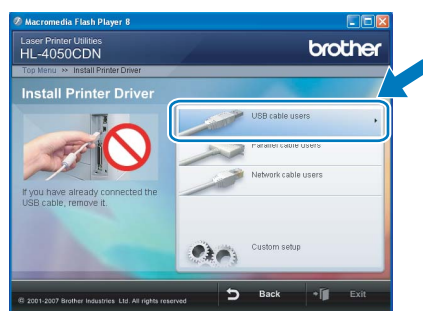 Macromedia Flash Player 8
Laser Printer Utilities
HL-4050CDN
brother
Top Menu >> Install Printer Driver
Install Printer Driver
USB cable users
Parallel cable users
Network cable users
If you have already connected the
USB cable, remove it.
Custom setup
© 2001-2007 Brother Industries Ltd. All rights reserved
Back
Exit